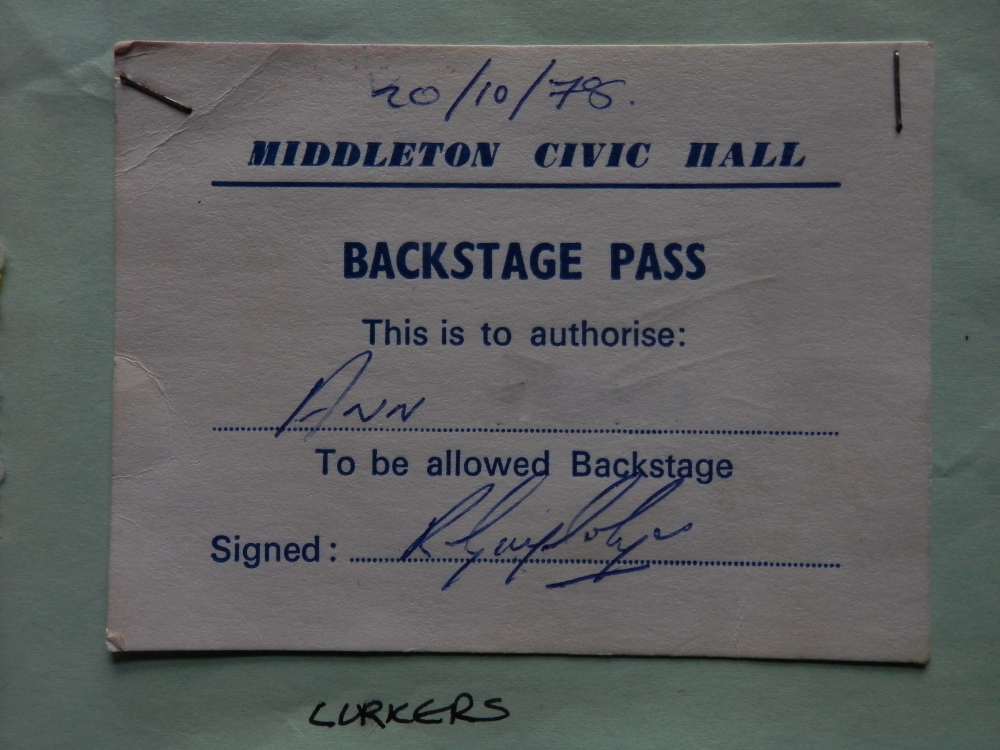 20/10/78.
MIDDLETON CIVIC HALL
BACKSTAGE PASS
This is to authorise:
ANN
To be allowed Backstage
Signed:
LURKERS